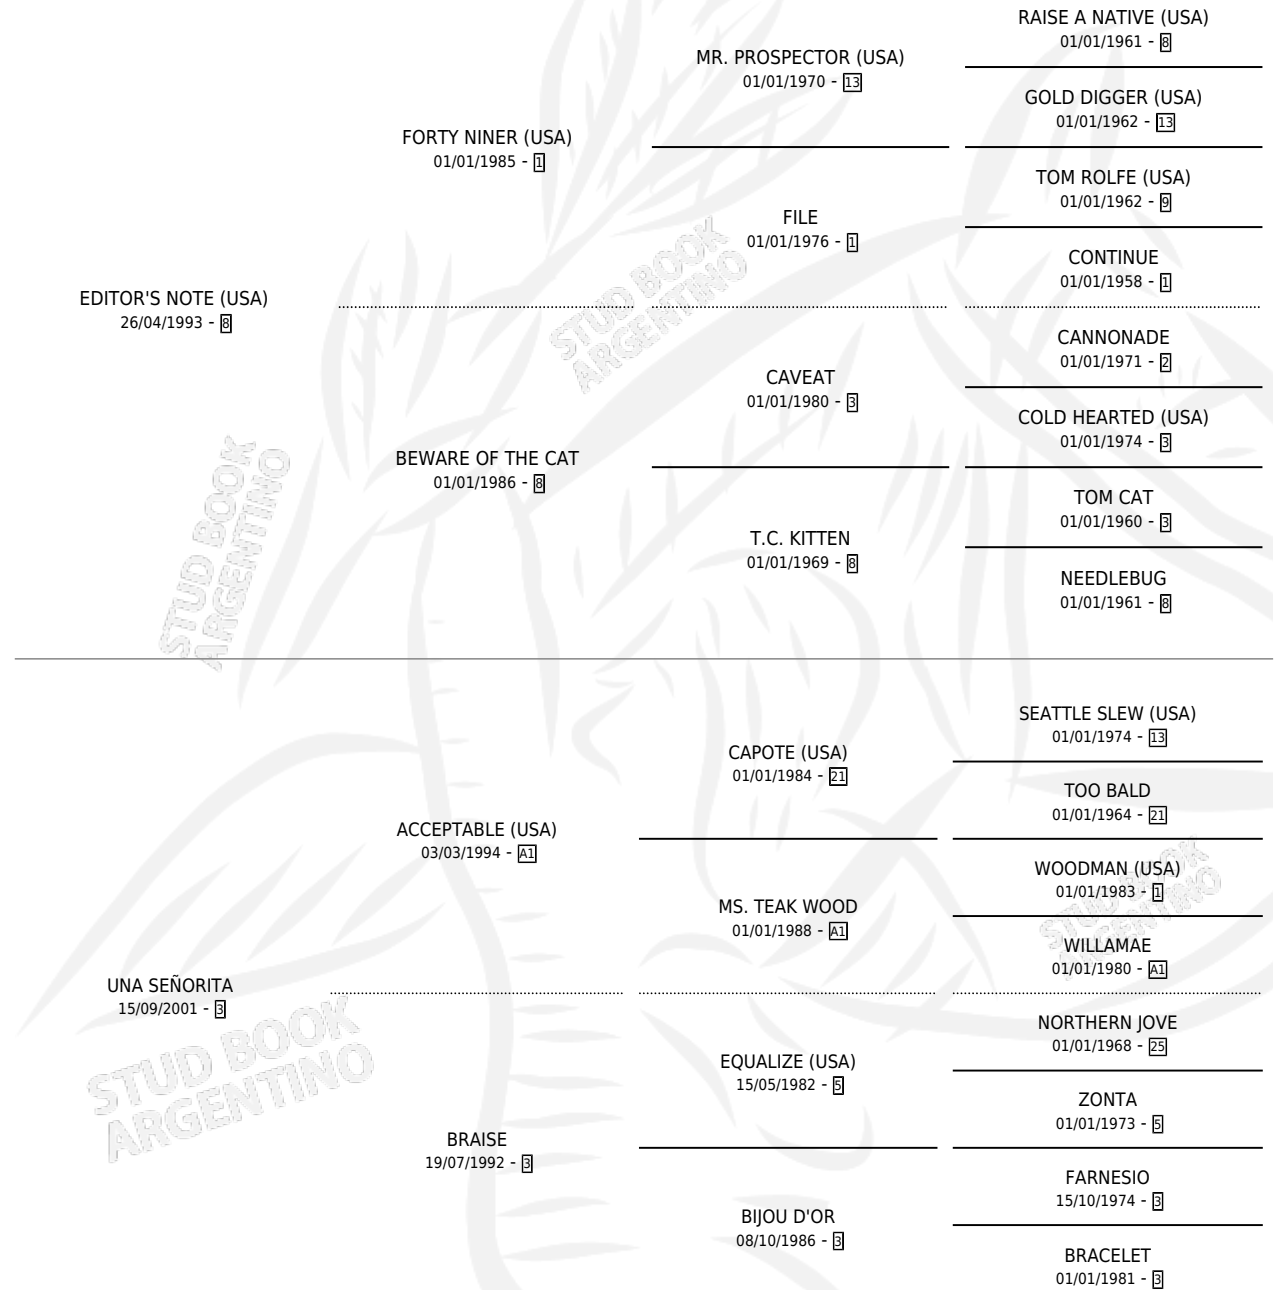 RAISE A NATIVE (USA)
01/01/1961 - 8
MR. PROSPECTOR (USA)
01/01/1970 - 13
GOLD DIGGER (USA)
01/01/1962 - 13
FORTY NINER (USA)
01/01/1985 - 1
TOM ROLFE (USA)
01/01/1962 - 9
FILE
01/01/1976 - 1
CONTINUE
01/01/1958 - 1
EDITOR'S NOTE (USA)
26/04/1993 - 8
CANNONADE
01/01/1971 - 2
CAVEAT
01/01/1980 - 3
COLD HEARTED (USA)
01/01/1974 - 3
BEWARE OF THE CAT
01/01/1986 - 8
TOM CAT
01/01/1960 - 3
T.C. KITTEN
01/01/1969 - 8
NEEDLEBUG
01/01/1961 - 8
SEATTLE SLEW (USA)
01/01/1974 - 13
CAPOTE (USA)
01/01/1984 - 21
TOO BALD
01/01/1964 - 21
ACCEPTABLE (USA)
03/03/1994 - A1
WOODMAN (USA)
01/01/1983 - 1
MS. TEAK WOOD
01/01/1988 - A1
WILLAMAE
01/01/1980 - A1
UNA SEÑORITA
15/09/2001 - 3
NORTHERN JOVE
01/01/1968 - 25
EQUALIZE (USA)
15/05/1982 - 5
ZONTA
01/01/1973 - 5
BRAISE
19/07/1992 - 3
FARNESIO
15/10/1974 - 3
BIJOU D'OR
08/10/1986 - 3
BRACELET
01/01/1981 - 3
STUD BOOK
ARGENTINO
STUD BOOK
ARGENTINO
STUD BOOK
ARGENTINO
STUD BOOK
ARGENTINO